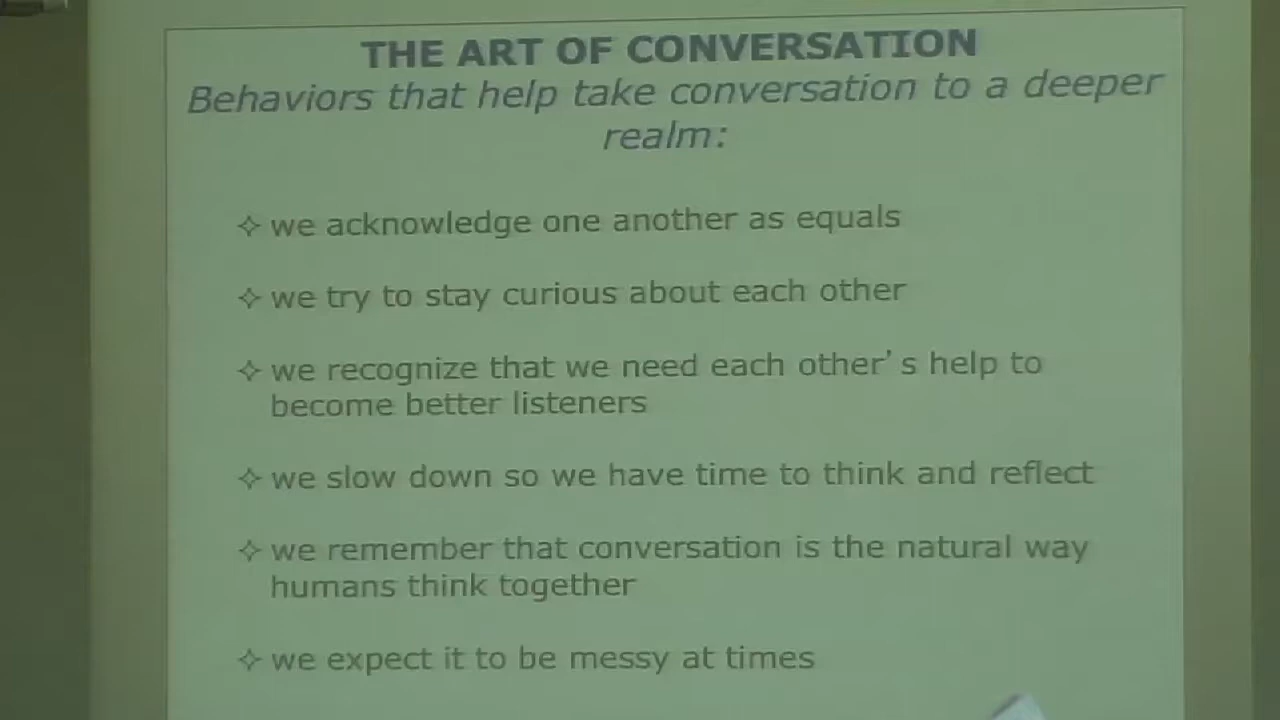 THE ART OF CONVERSATION
Behaviors that help take conversation to a deeper
realm:
✧ we acknowledge one another as equals
✧ we try to stay curious about each other
✧ we recognize that we need each other’s help to
become better listeners
✧ we slow down so we have time to think and reflect
✧ we remember that conversation is the natural way
humans think together
✧ we expect it to be messy at times